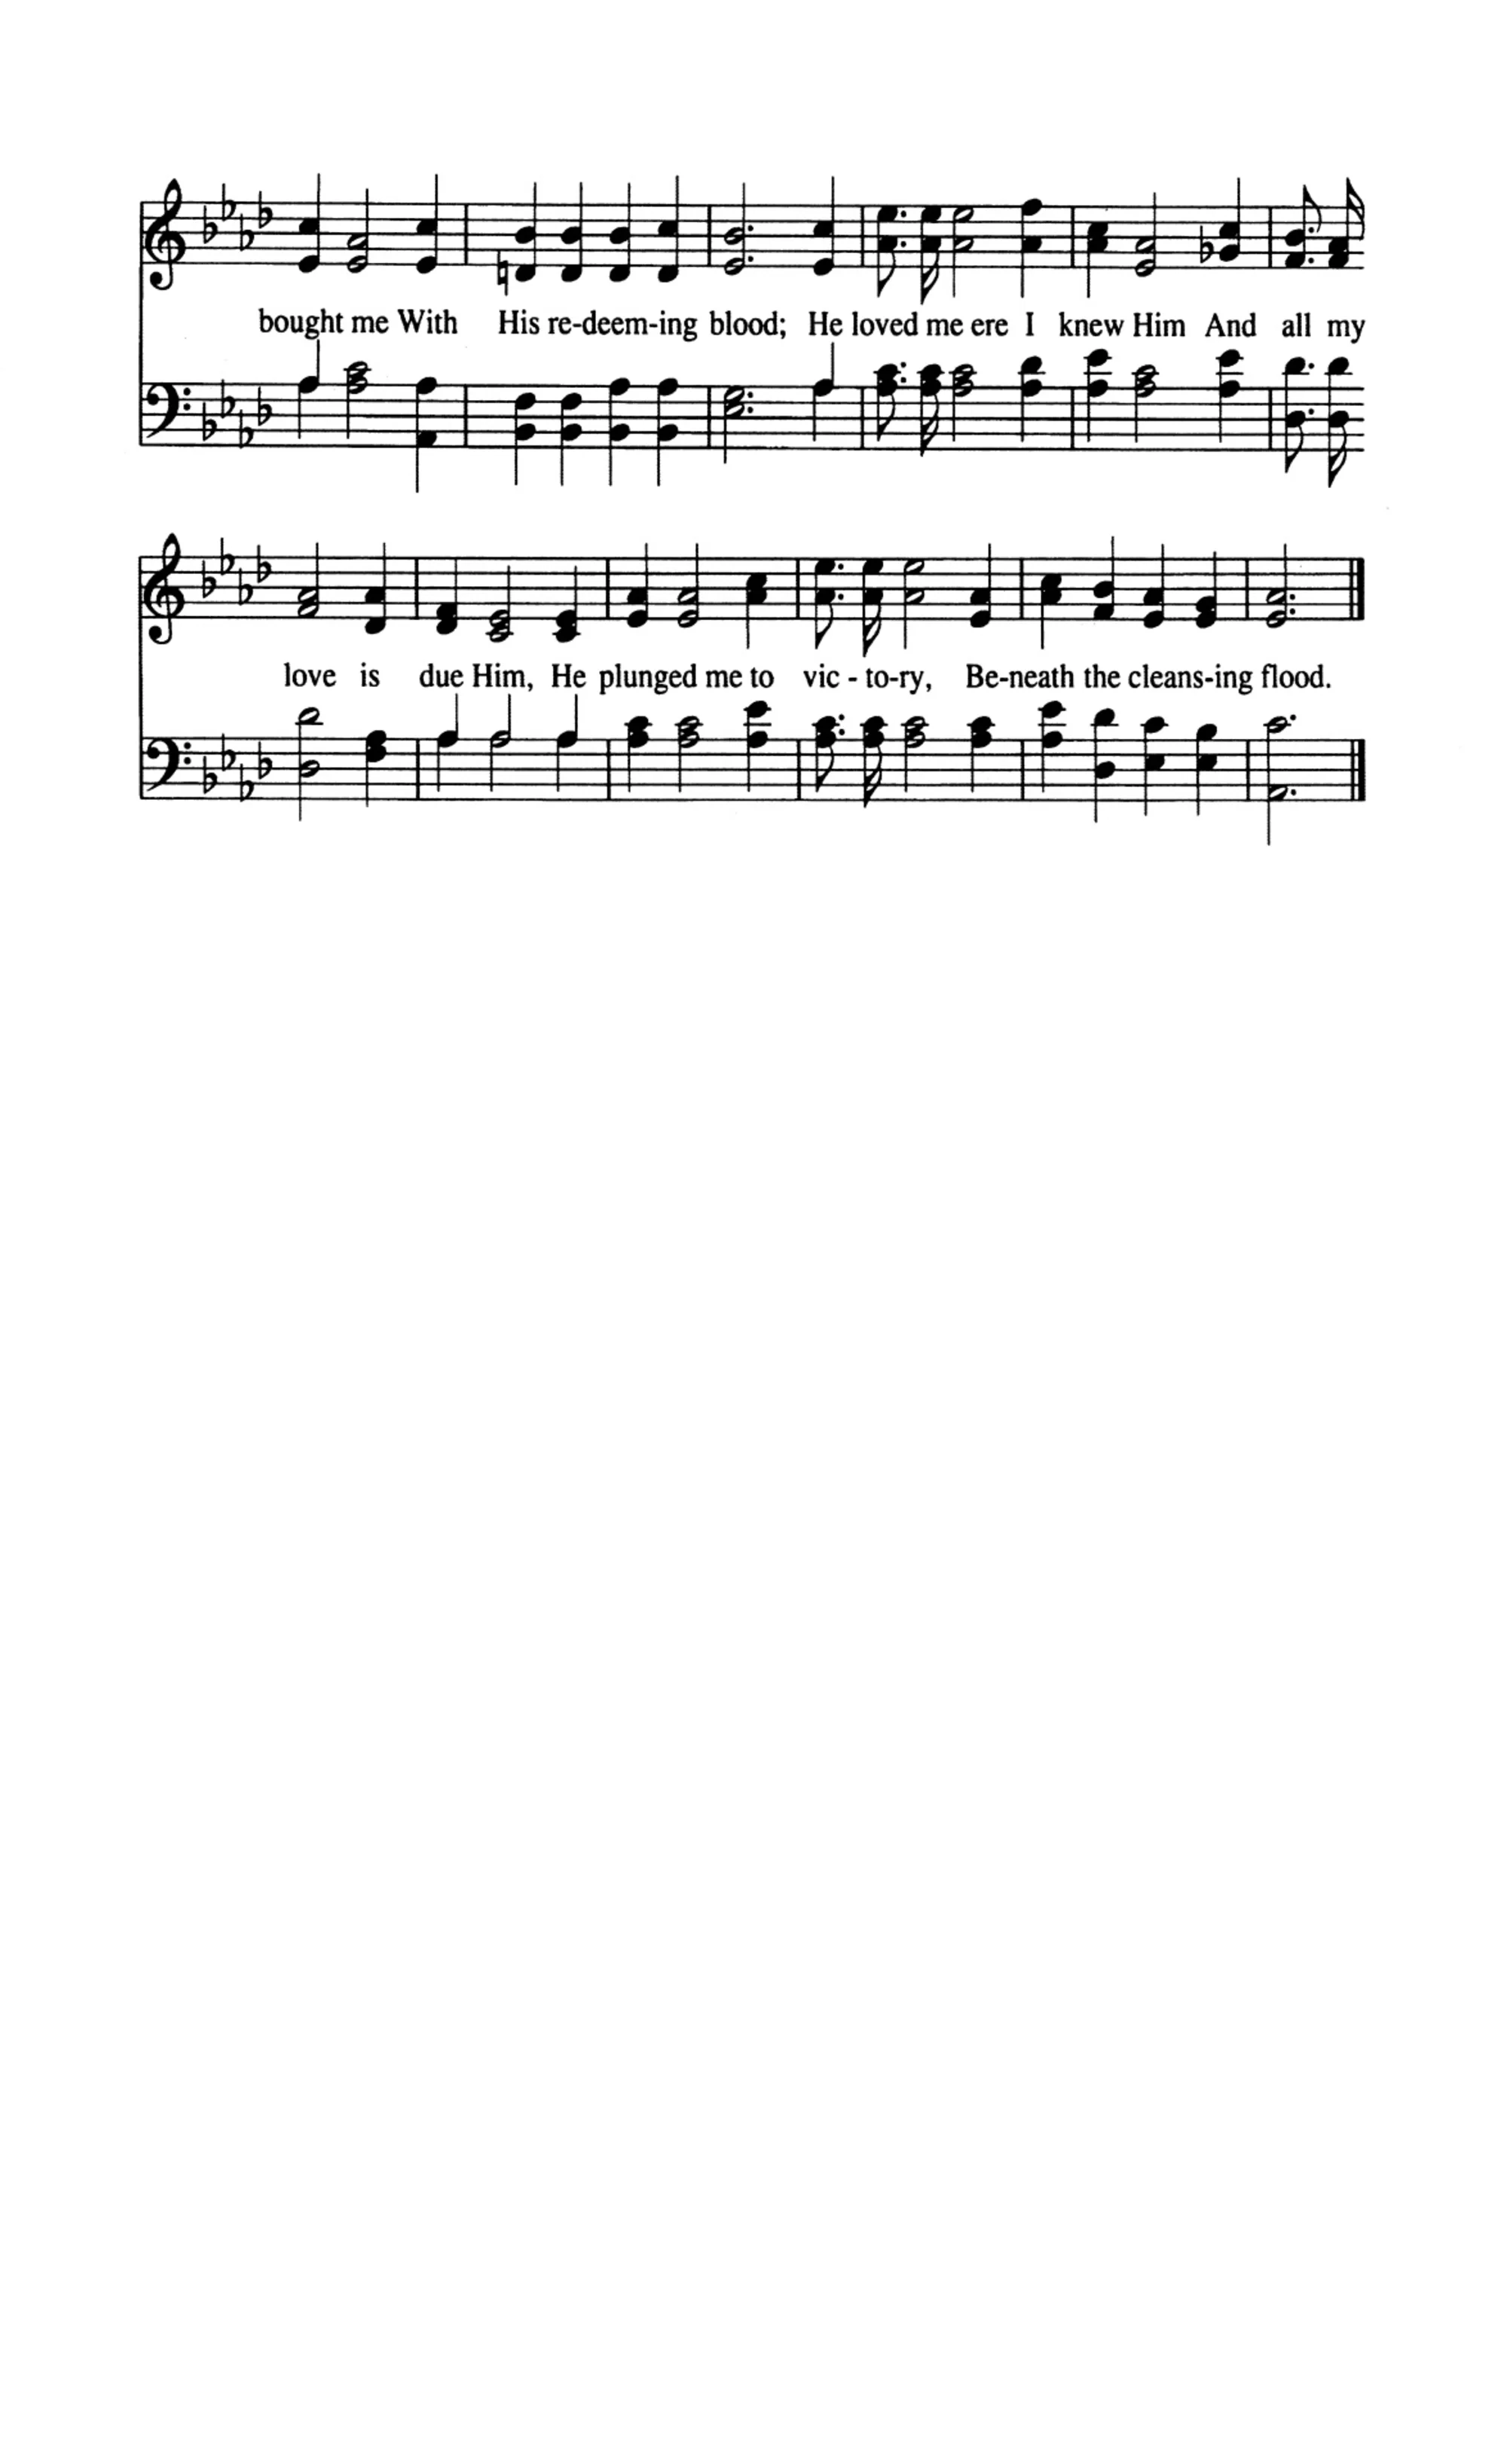 bought me With His re-deem-ing blood; He loved me ere I knew Him And all my
love is due Him, He plunged me to vic - to-ry, Be-neath the cleans-ing flood.